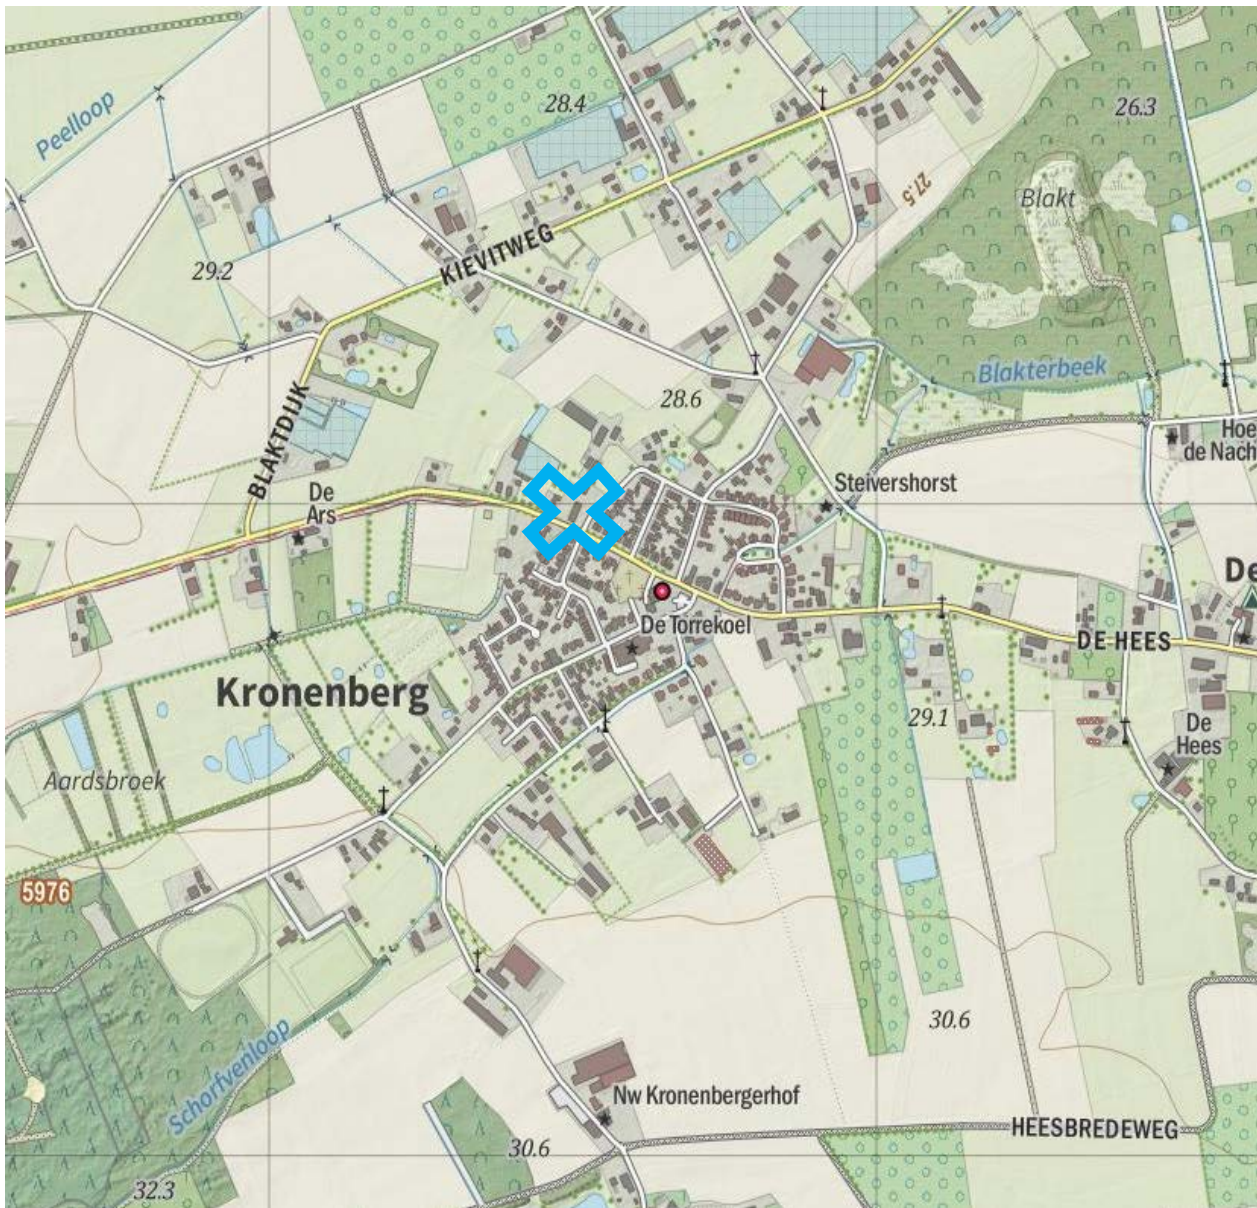 28.4
26.3
Peelloop
27.5
Blakt
KIEVITWEG
29.2
Blakterbeek
28.6
BLAKTDIJK
Hoe
de Nach
De
Ars
Steivershorst
De
De Torrekoel
DE HEES
Kronenberg
29.1
De
Hees
Aardsbroek
5976
30.6
Schorfvenloop
Nw Kronenbergerhof
HEESBREDEWEG
30.6
32.3